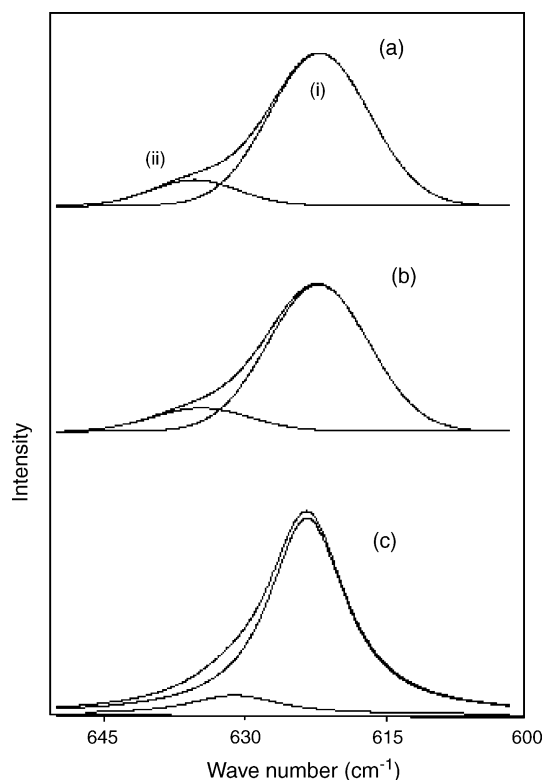 (a)
(i)
(ii)
(b)
(c)
Intensity
645 630 615 600
Wave number (cm⁻¹)